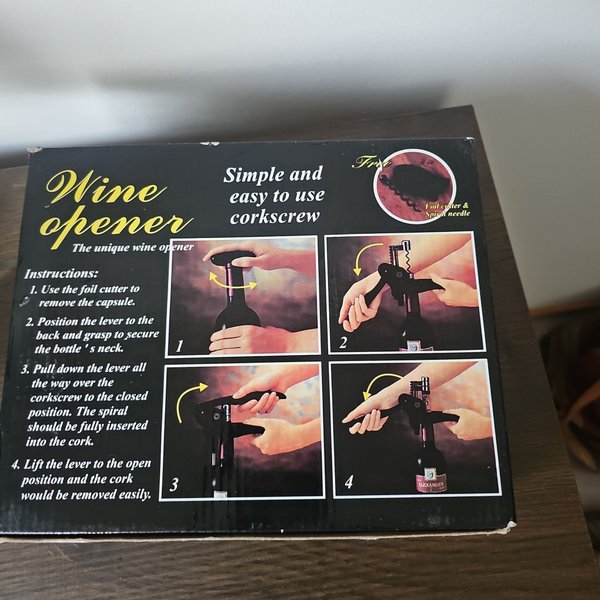 Wine
opener
The unique wine opener
Simple and
easy to use
corkscrew
Free
Foil cutter &
Spiral needle
Instructions:
1. Use the foil cutter to
remove the capsule.
2. Position the lever to the
back and grasp to secure
the bottle ' s neck.
3. Pull down the lever all
the way over the
corkscrew to the closed
position. The spiral
should be fully inserted
into the cork.
4. Lift the lever to the open
position and the cork
would be removed easily.
1
2
3
4
ALEXANDER